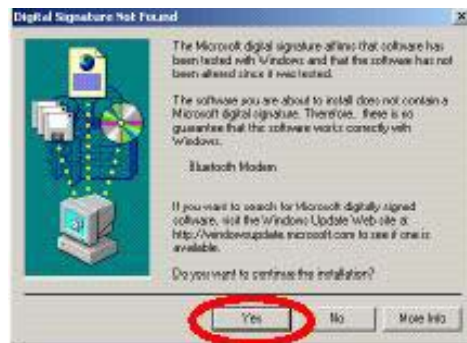 Digital Signature Not Found
The Microsoft digital signature affirms that software has
been tested with Windows and that the software has not
been altered since it was tested.
The software you are about to install does not contain a
Microsoft digital signature. Therefore, there is no
guarantee that this software works correctly with
Windows.
Bluetooth Modem
If you want to search for Microsoft digitally signed
software, visit the Windows Update Web site at
http://windowsupdate.microsoft.com to see if one is
available.
Do you want to continue the installation?
Yes
No
More Info